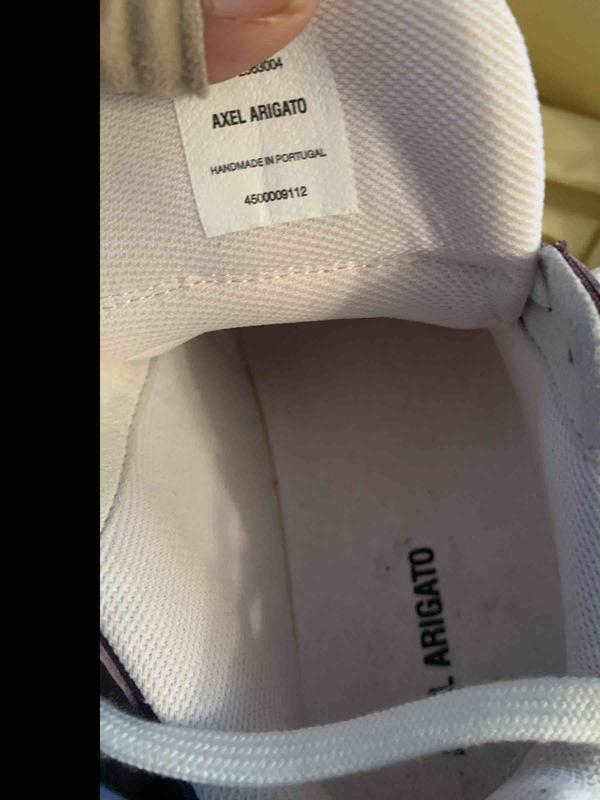 AXEL ARIGATO
HANDMADE IN PORTUGAL
4500009112
ARIGATO